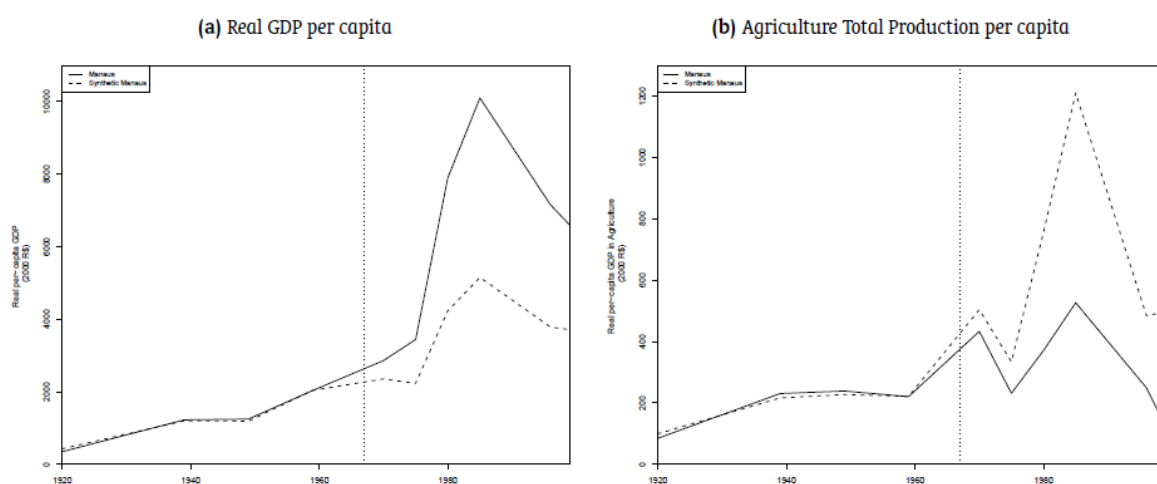 (a) Real GDP per capita
Manaus
Synthetic Manaus
10000
8000
6000
4000
2000
0
Real per-capita GDP
(2000 R$)
1920
1940
1960
1980
(b) Agriculture Total Production per capita
Manaus
Synthetic Manaus
1200
1000
800
600
400
200
0
Real per-capita GDP in Agriculture
(2000 R$)
1920
1940
1960
1980